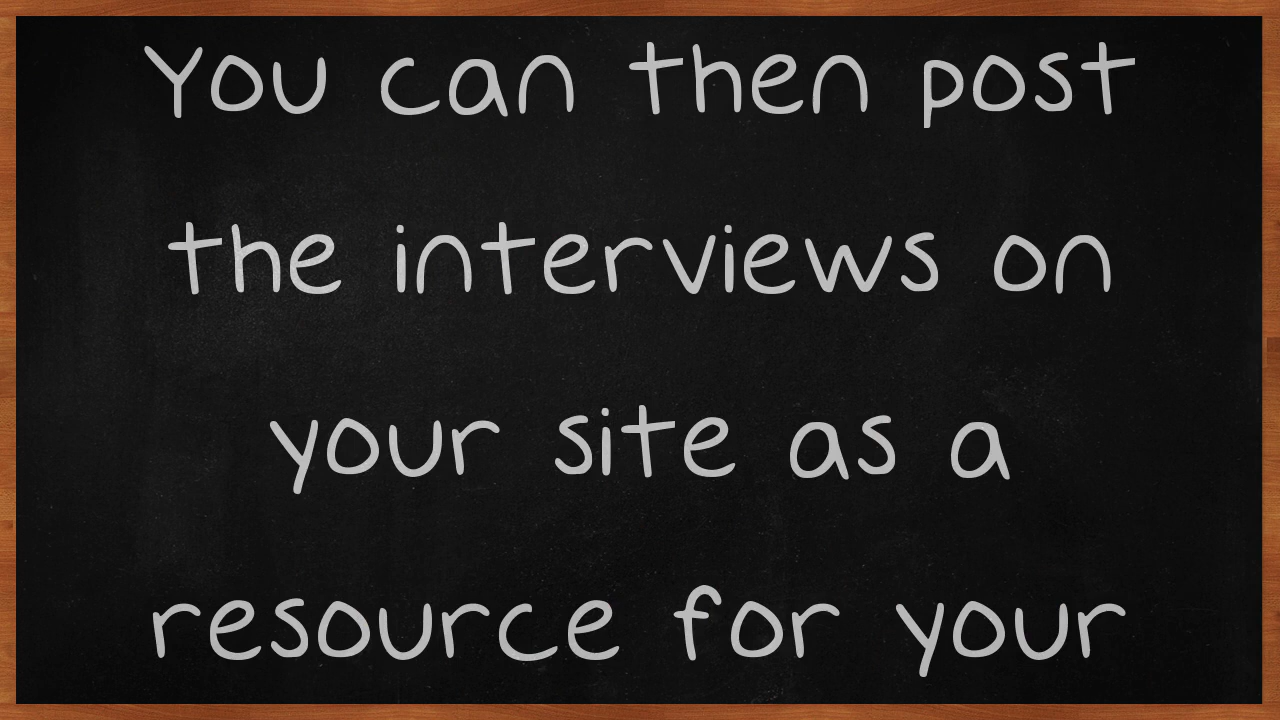 You can then post
the interviews on
your site as a
resource for your